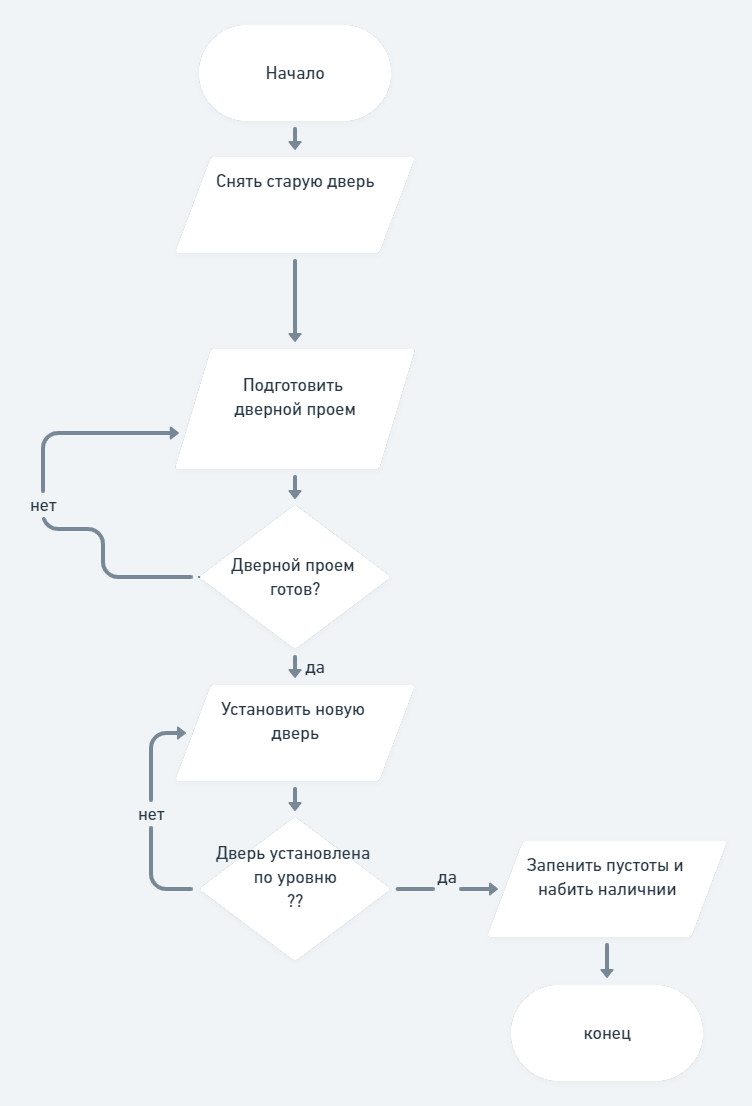 Начало
Снять старую дверь
Подготовить
дверной проем
нет
Дверной проем
готов?
да
Установить новую
дверь
нет
Дверь установлена
по уровню
??
да
Запенить пустоты и
набить наличнии
конец